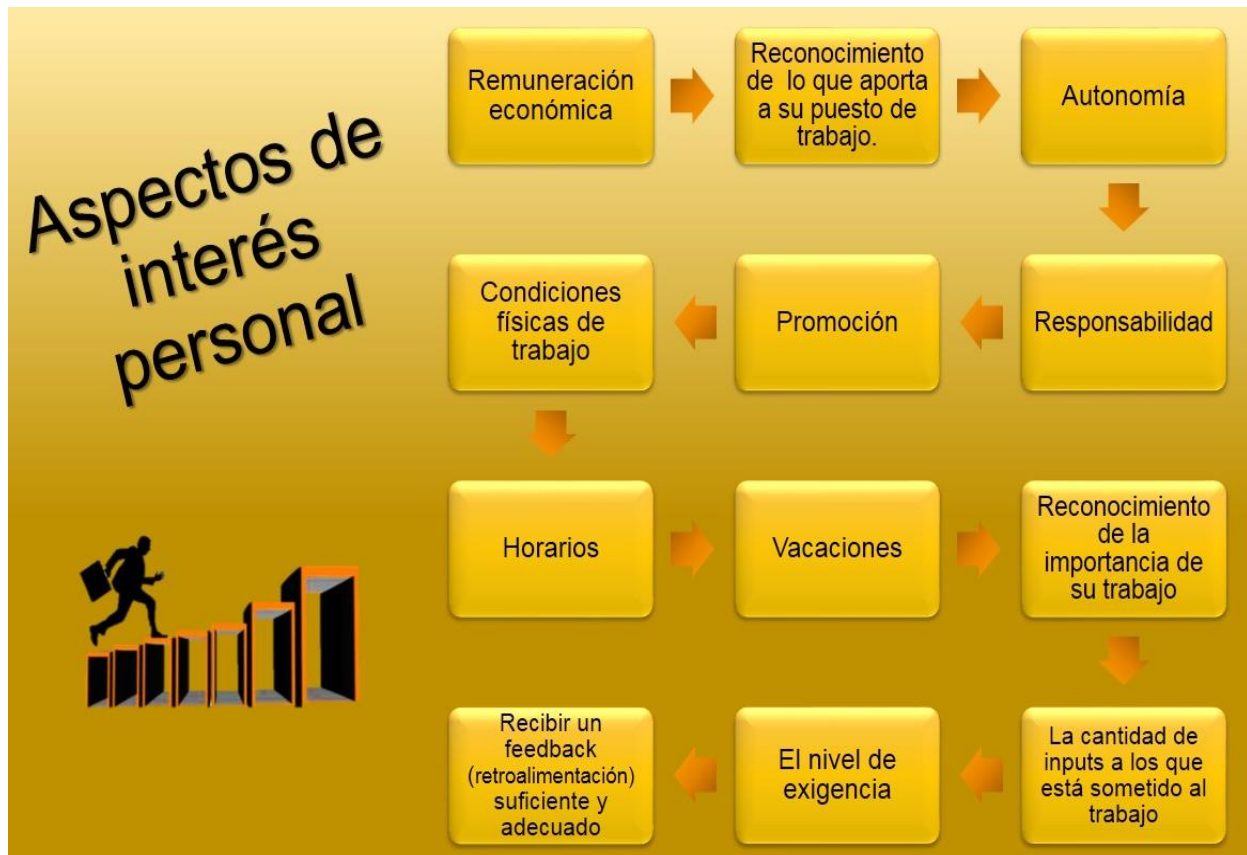 Aspectos de
interés
personal
Remuneración
económica
Reconocimiento
de lo que aporta
a su puesto de
trabajo.
Autonomía
Responsabilidad
Promoción
Condiciones
físicas de
trabajo
Horarios
Vacaciones
Reconocimiento
de la
importancia de
su trabajo
La cantidad de
inputs a los que
está sometido al
trabajo
El nivel de
exigencia
Recibir un
feedback
(retroalimentación)
suficiente y
adecuado